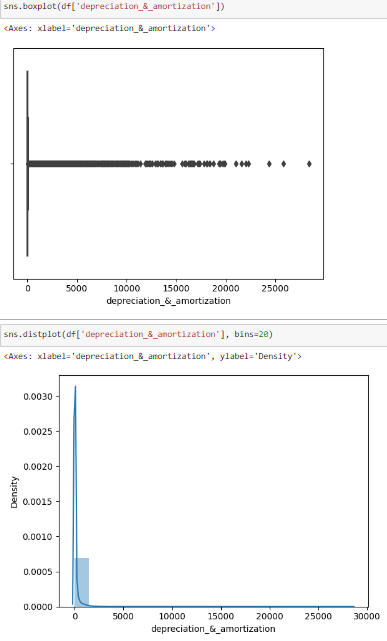 sns.boxplot(df['depreciation_&_amortization'])
<Axes: xlabel='depreciation_&_amortization'>
0 5000 10000 15000 20000 25000
depreciation_&_amortization
sns.distplot(df['depreciation_&_amortization'], bins=20)
<Axes: xlabel='depreciation_&_amortization', ylabel='Density'>
0.0030
0.0025
0.0020
0.0015
0.0010
0.0005
0.0000
Density
0 5000 10000 15000 20000 25000 30000
depreciation_&_amortization